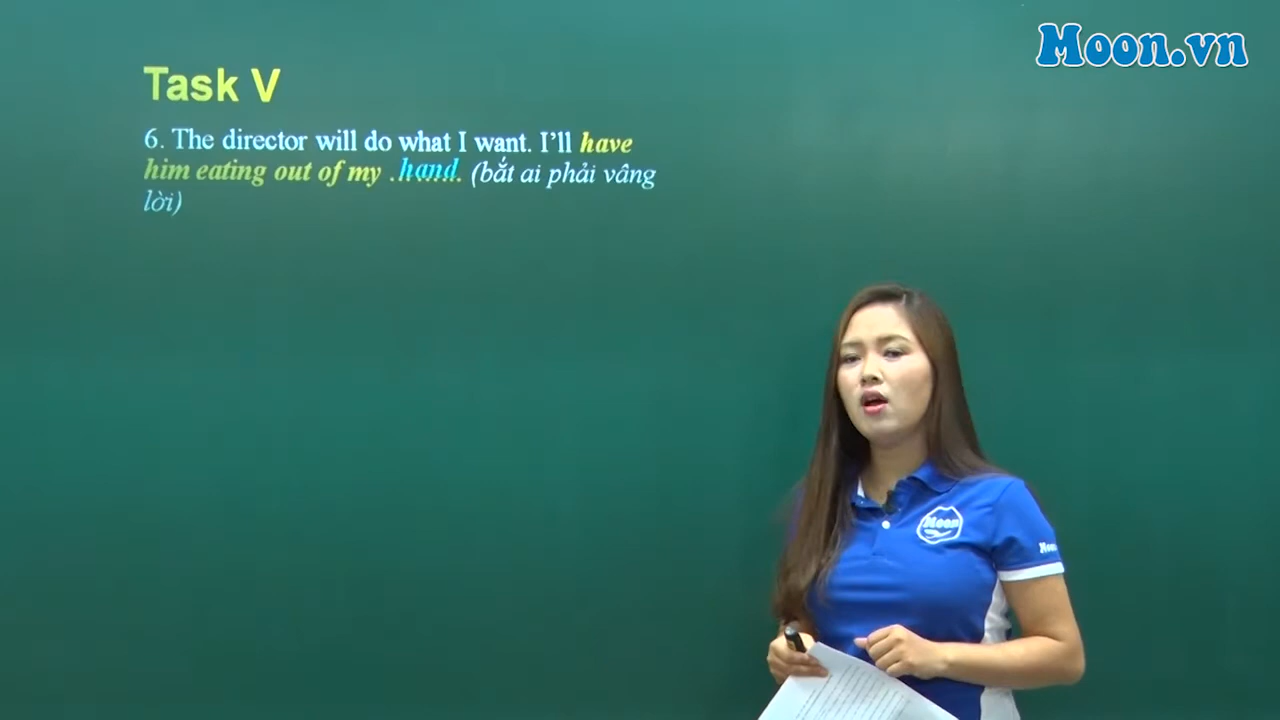 Moon.vn
Task V
6. The director will do what I want. I'll have
him eating out of my ..hand.. (bắt ai phải vâng
lời)
Moon